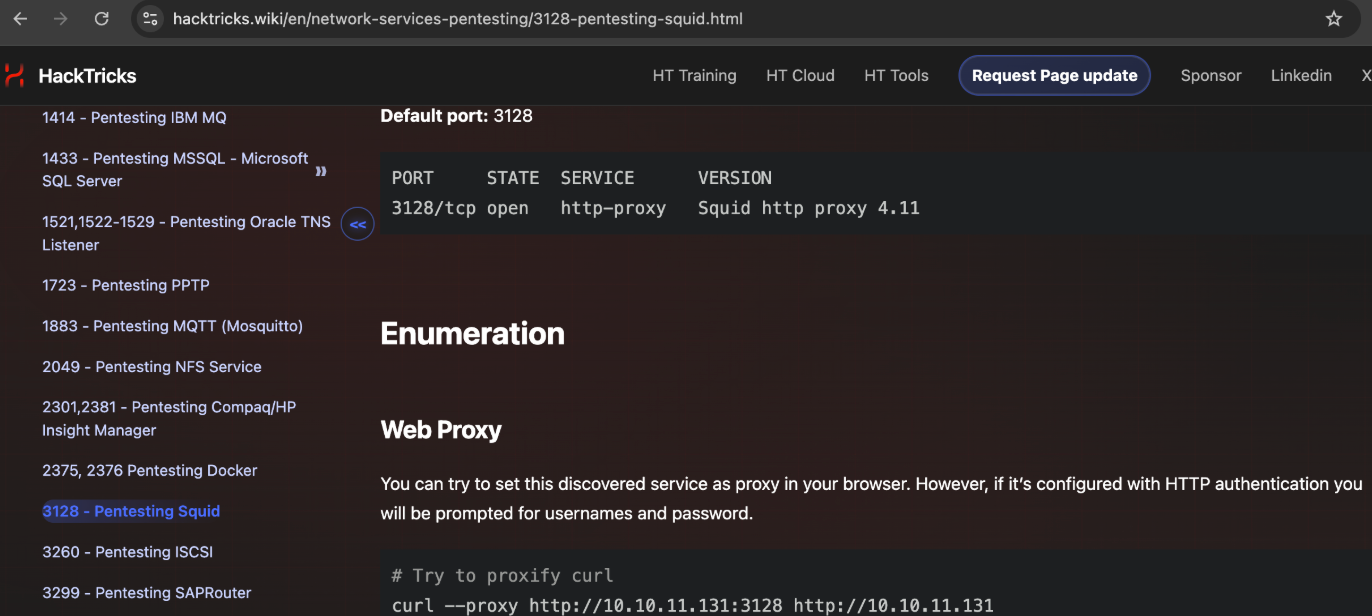 hacktricks.wiki/en/network-services-pentesting/3128-pentesting-squid.html
HackTricks
HT Training
HT Cloud
HT Tools
Request Page update
Sponsor
Linkedin
X
1414 - Pentesting IBM MQ
1433 - Pentesting MSSQL - Microsoft
SQL Server
1521,1522-1529 - Pentesting Oracle TNS
Listener
1723 - Pentesting PPTP
1883 - Pentesting MQTT (Mosquitto)
2049 - Pentesting NFS Service
2301,2381 - Pentesting Compaq/HP
Insight Manager
2375, 2376 Pentesting Docker
3128 - Pentesting Squid
3260 - Pentesting ISCSI
3299 - Pentesting SAPRouter
<<
Default port: 3128
PORT STATE SERVICE VERSION
3128/tcp open http-proxy Squid http proxy 4.11
Enumeration
Web Proxy
You can try to set this discovered service as proxy in your browser. However, if it’s configured with HTTP authentication you
will be prompted for usernames and password.
# Try to proxify curl
curl --proxy http://10.10.11.131:3128 http://10.10.11.131